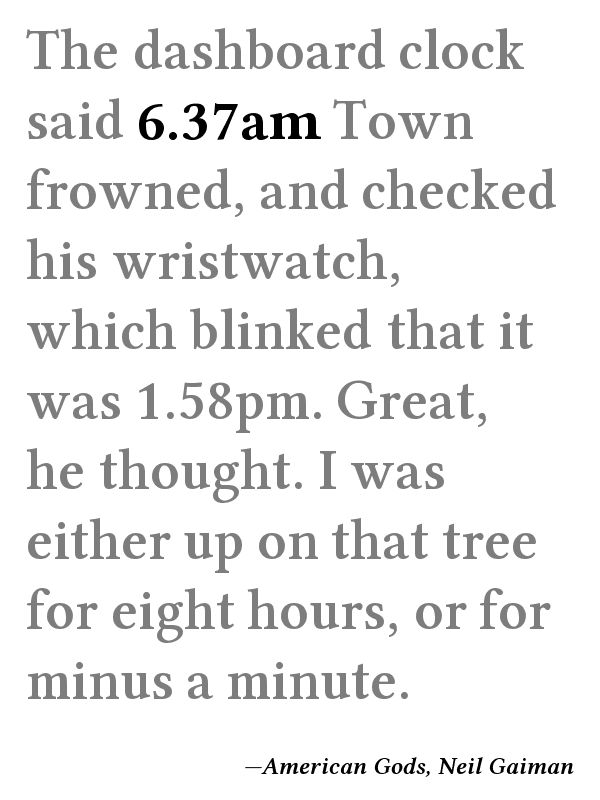 The dashboard clock
said 6.37am Town
frowned, and checked
his wristwatch,
which blinked that it
was 1.58pm. Great,
he thought. I was
either up on that tree
for eight hours, or for
minus a minute.
—American Gods, Neil Gaiman